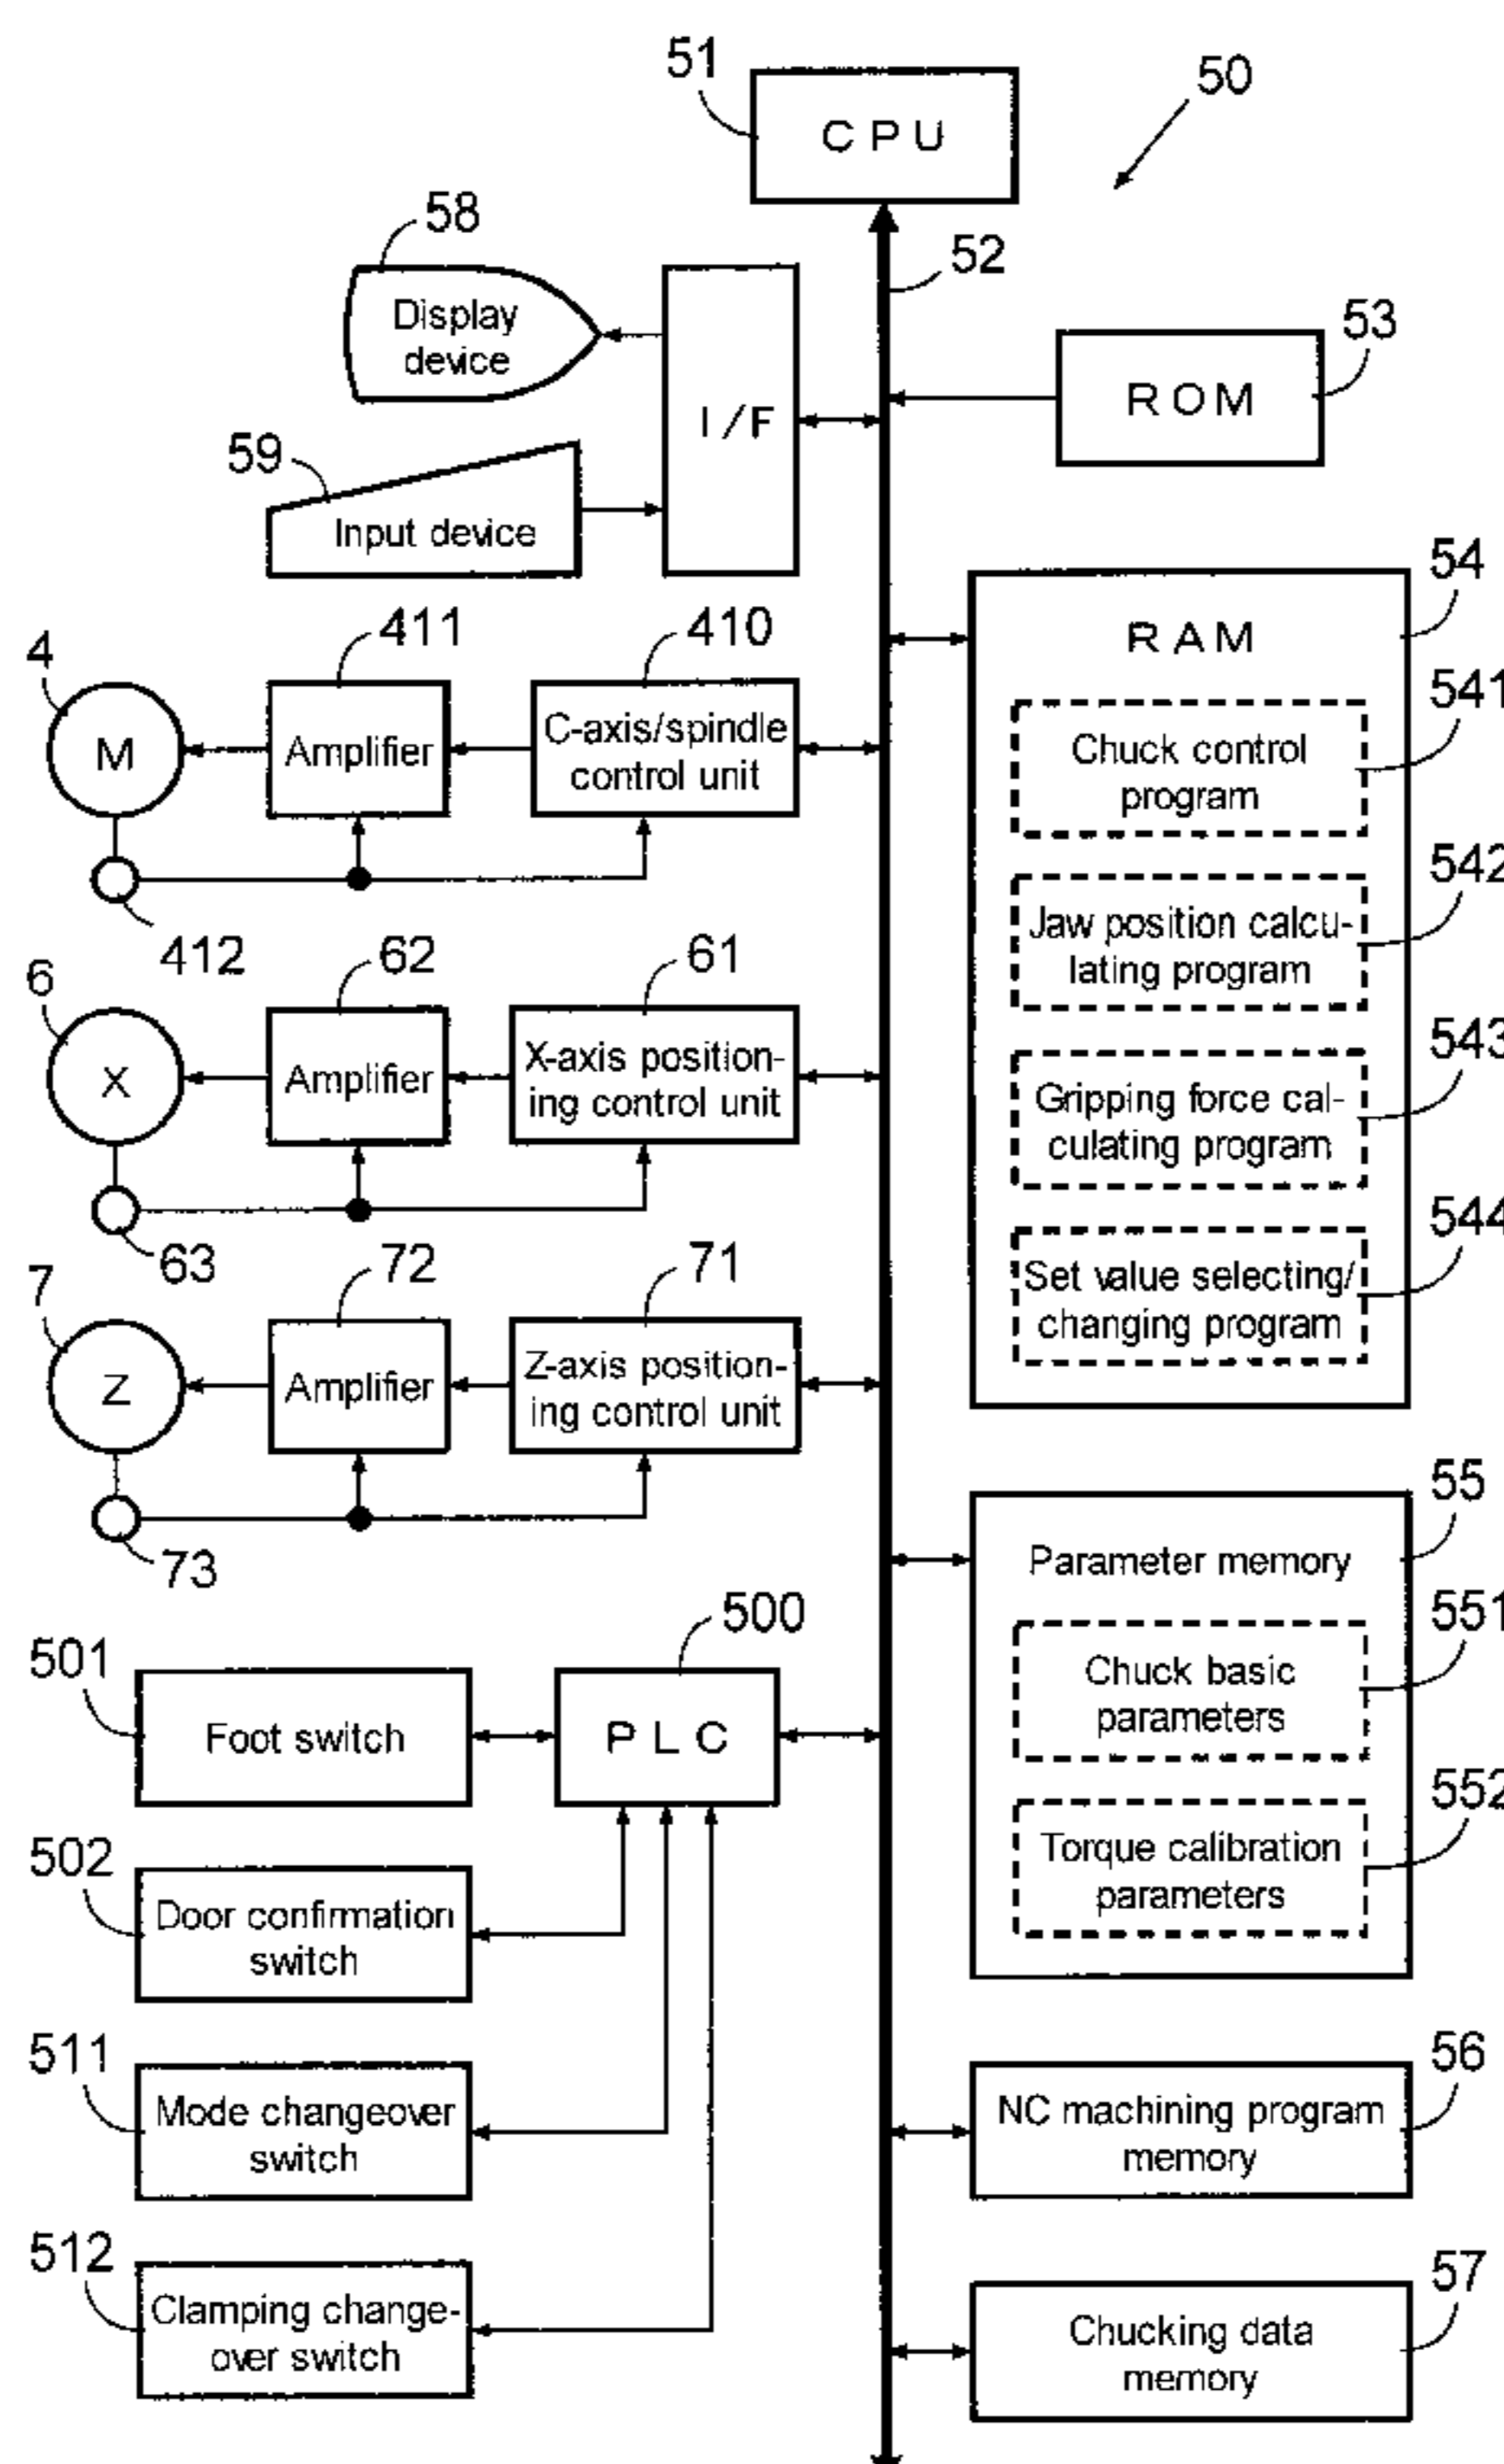 51
CPU
50
58
52
Display
device
I/F
53
ROM
59
Input device
54
RAM
4
M
411
Amplifier
410
C-axis/spindle
control unit
412
541
Chuck control
program
542
Jaw position calcu-
lating program
6
X
62
Amplifier
61
X-axis position-
ing control unit
63
543
Gripping force cal-
culating program
544
Set value selecting/
changing program
7
Z
72
Amplifier
71
Z-axis position-
ing control unit
73
55
Parameter memory
551
Chuck basic
parameters
552
Torque calibration
parameters
500
PLC
501
Foot switch
502
Door confirmation
switch
511
Mode changeover
switch
512
Clamping change-
over switch
56
NC machining program
memory
57
Chucking data
memory